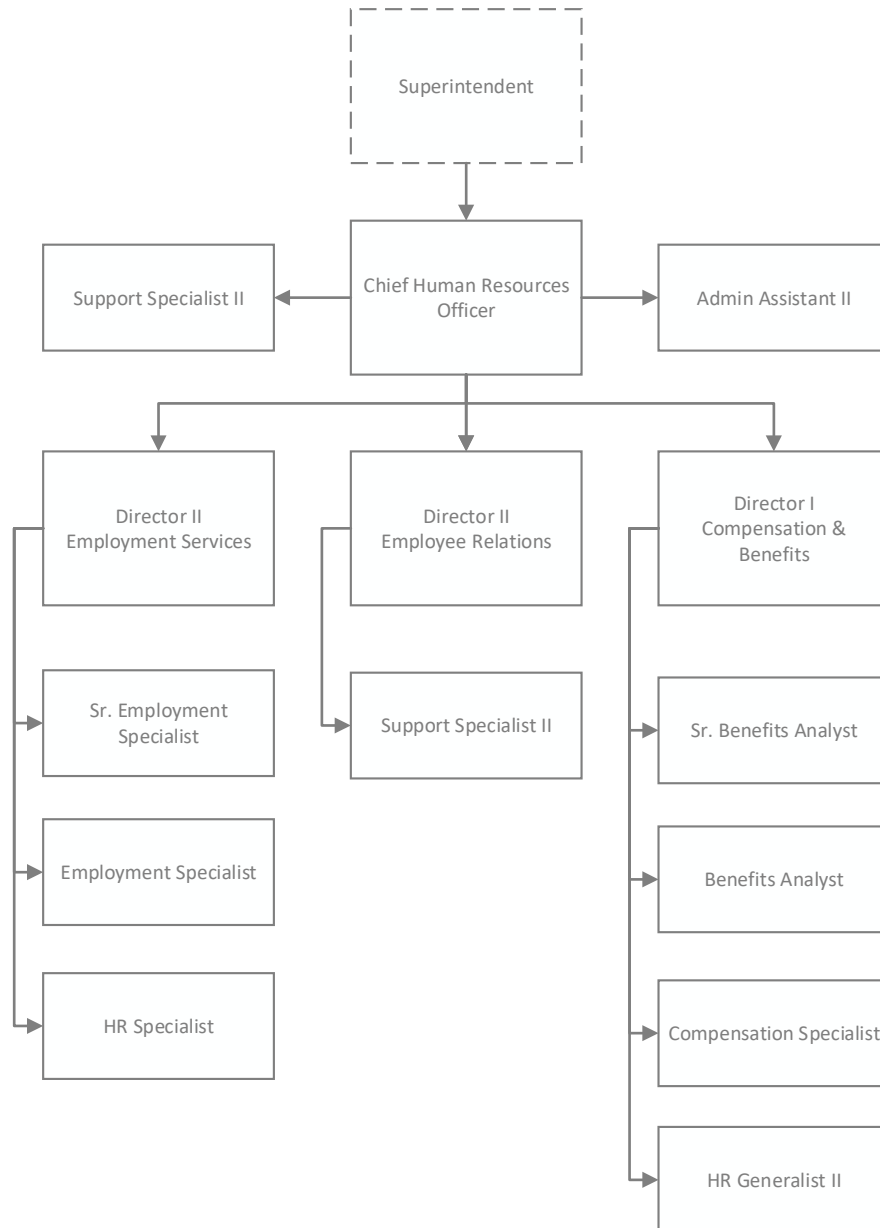 Superintendent
Support Specialist II
Chief Human Resources
Officer
Admin Assistant II
Director II
Employment Services
Director II
Employee Relations
Director I
Compensation &
Benefits
Sr. Employment
Specialist
Support Specialist II
Sr. Benefits Analyst
Employment Specialist
Benefits Analyst
HR Specialist
Compensation Specialist
HR Generalist II